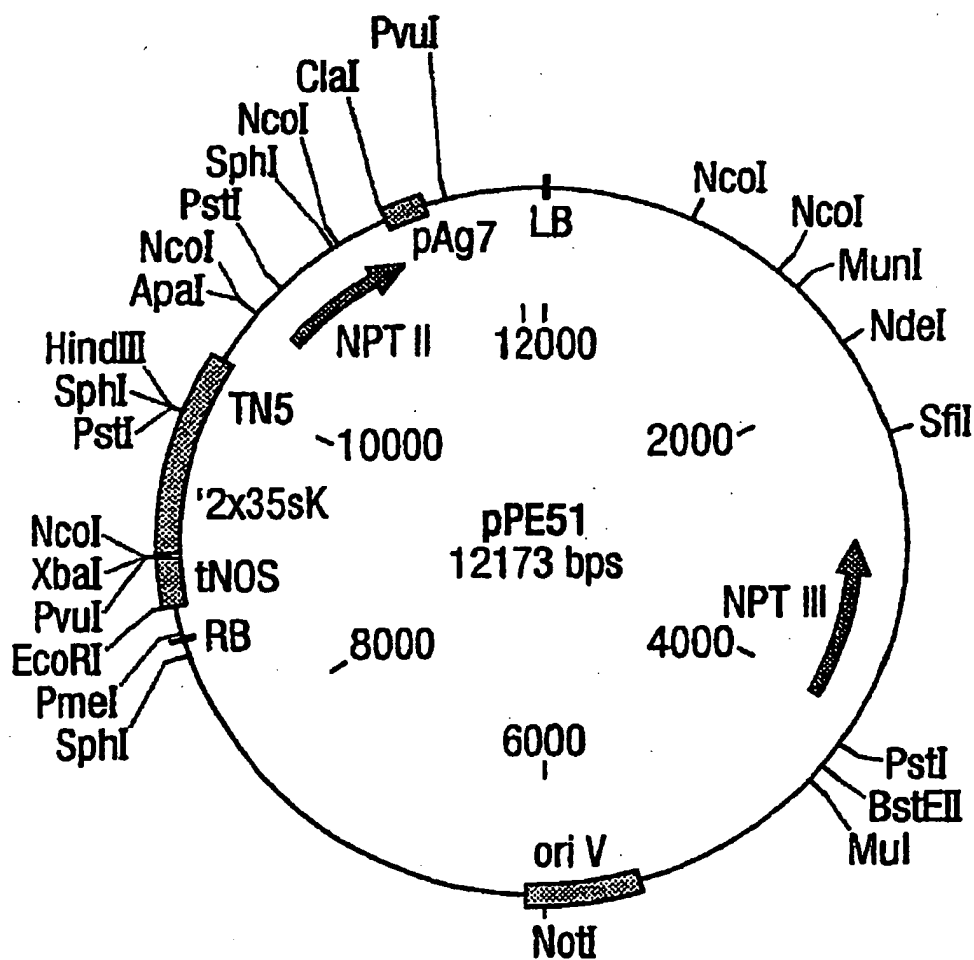 PvuI
ClaI
NcoI
SphI
PstI
NcoI
ApaI
HindIII
SphI
PstI
NcoI
XbaI
PvuI
EcoRI
PmeI
SphI
LB
pAg7
NPT II
TN5
'2x35sK
tNOS
RB
12000
10000
2000
pPE51
12173 bps
8000
4000
6000
NPT III
NcoI
NcoI
MunI
NdeI
SfiI
PstI
BstEII
MuI
ori V
NotI